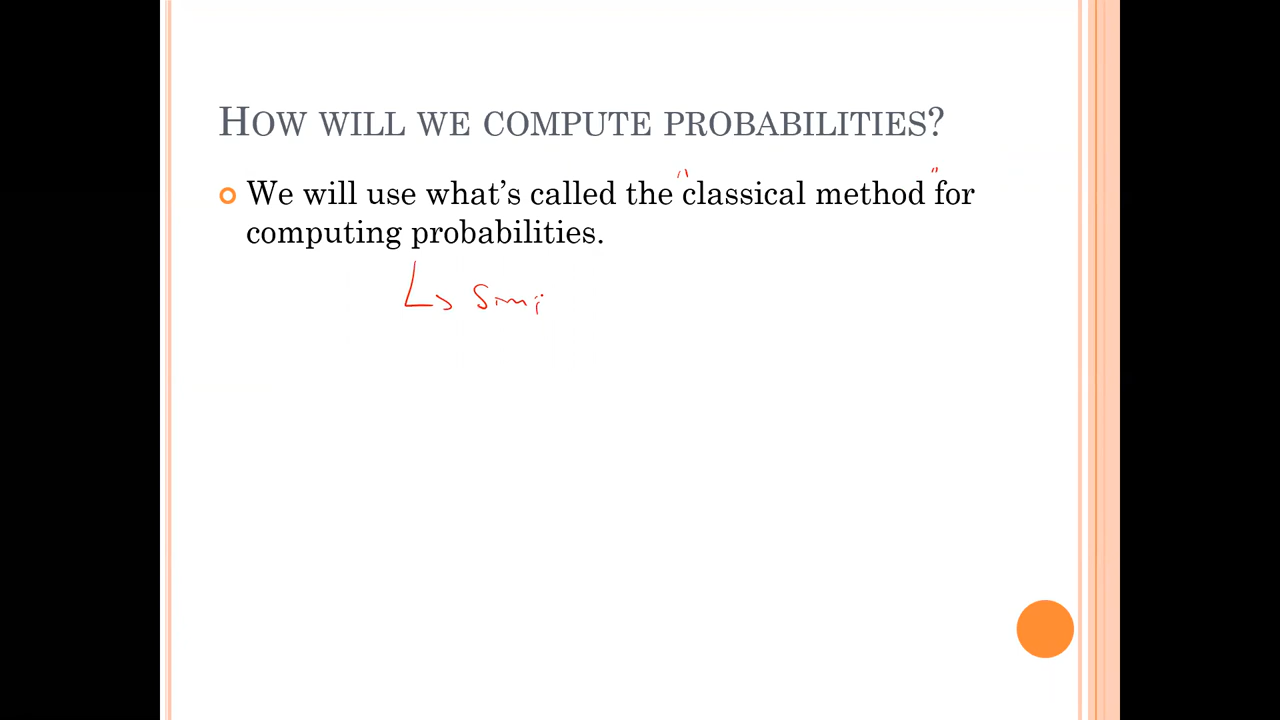 HOW WILL WE COMPUTE PROBABILITIES?
We will use what's called the "classical method" for
computing probabilities.